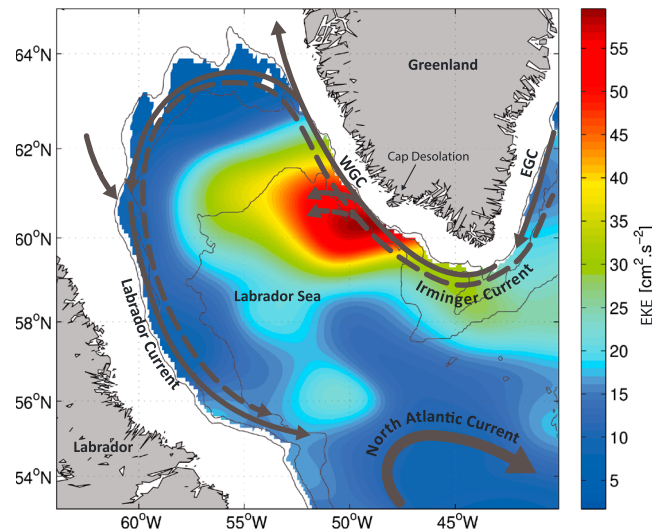 64°N
62°N
60°N
58°N
56°N
54°N
60°W
55°W
50°W
45°W
Greenland
Cap Desolation
WGC
EGC
Irminger Current
Labrador Sea
Labrador Current
Labrador
North Atlantic Current
55
50
45
40
35
30
25
20
15
10
5
EKE [cm².s⁻²]